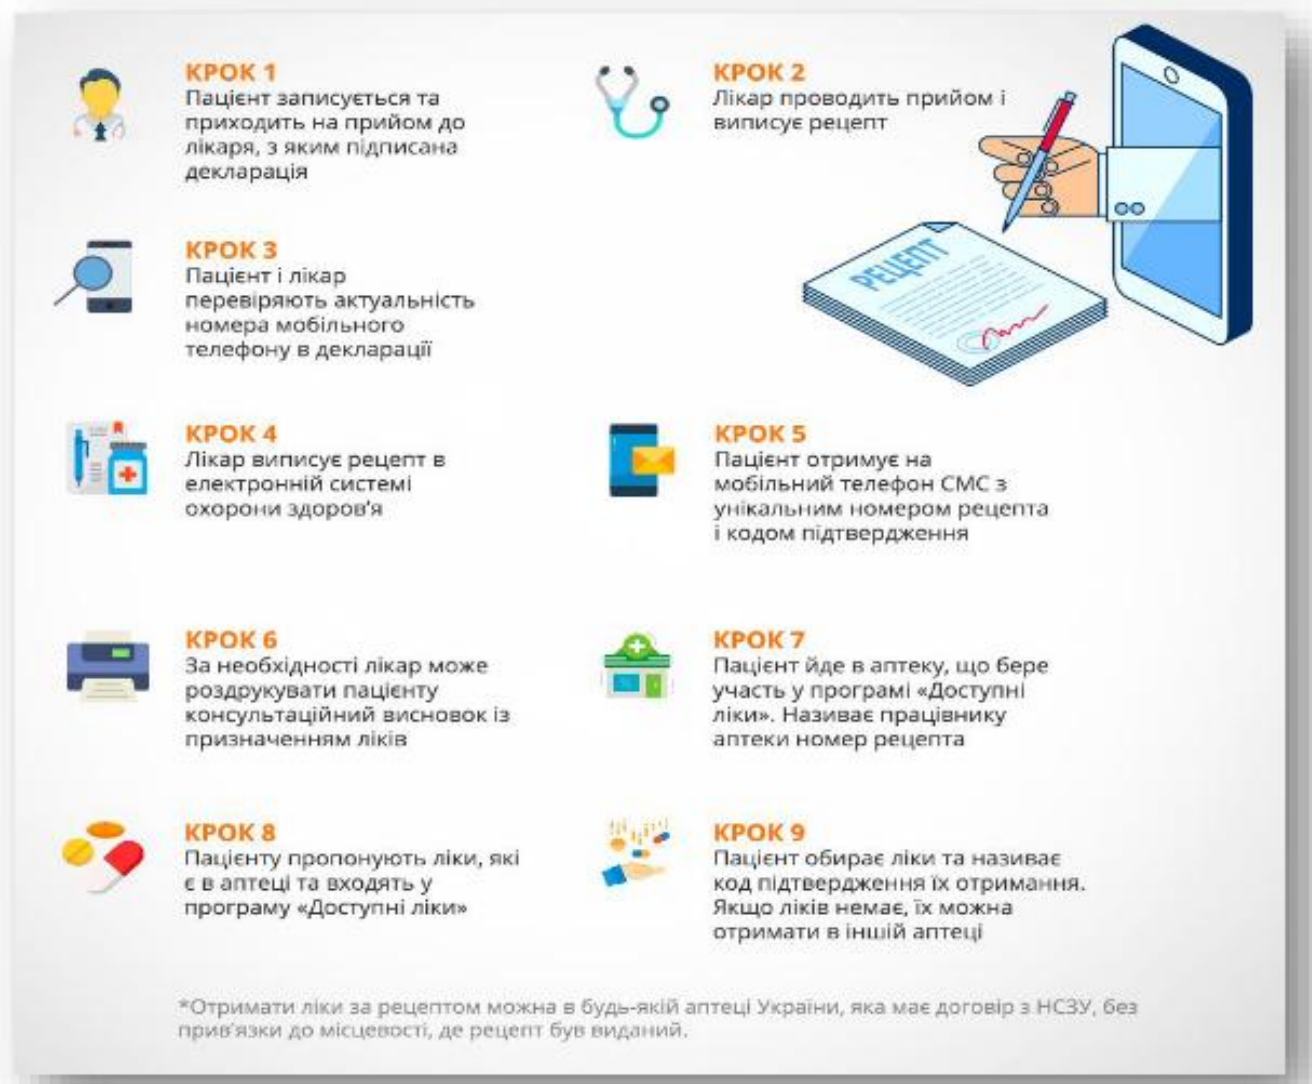 КРОК 1
Пацієнт записується та
приходить на прийом до
лікаря, з яким підписана
декларація
КРОК 2
Лікар проводить прийом і
виписує рецепт
РЕЦЕПТ
КРОК 3
Пацієнт і лікар
перевіряють актуальність
номера мобільного
телефону в декларації
КРОК 4
Лікар виписує рецепт в
електронній системі
охорони здоров'я
КРОК 5
Пацієнт отримує на
мобільний телефон СМС з
унікальним номером рецепта
і кодом підтвердження
КРОК 6
За необхідності лікар може
роздрукувати пацієнту
консультаційний висновок із
призначенням ліків
КРОК 7
Пацієнт йде в аптеку, що бере
участь у програмі «Доступні
ліки». Називає працівнику
аптеки номер рецепта
КРОК 8
Пацієнту пропонують ліки, які
є в аптеці та входять у
програму «Доступні ліки»
КРОК 9
Пацієнт обирає ліки та називає
код підтвердження їх отримання.
Якщо ліків немає, їх можна
отримати в іншій аптеці
*Отримати ліки за рецептом можна в будь-якій аптеці України, яка має договір з НСЗУ, без
прив'язки до місцевості, де рецепт був виданий.